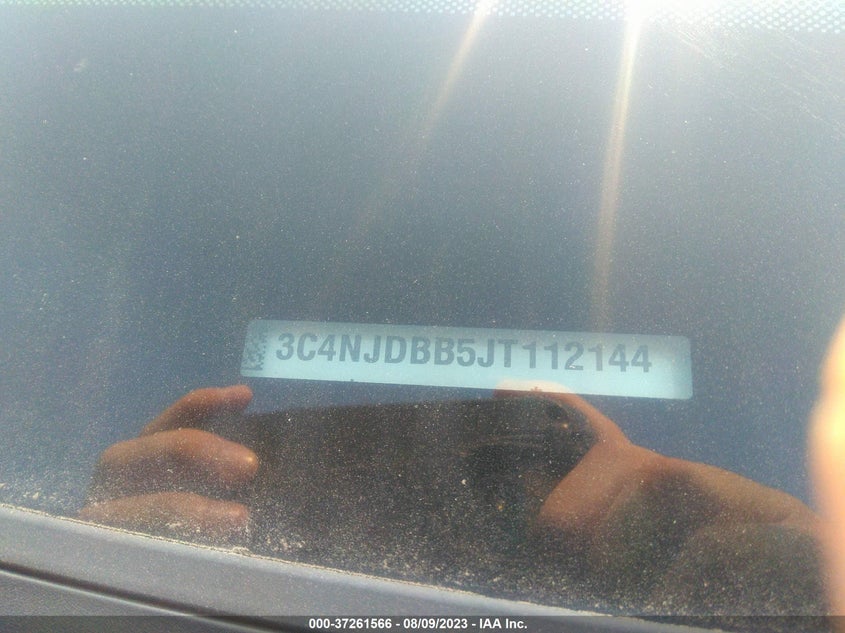 3C4NJDBB5JT112144
000-37261566 - 08/09/2023 - IAA Inc.